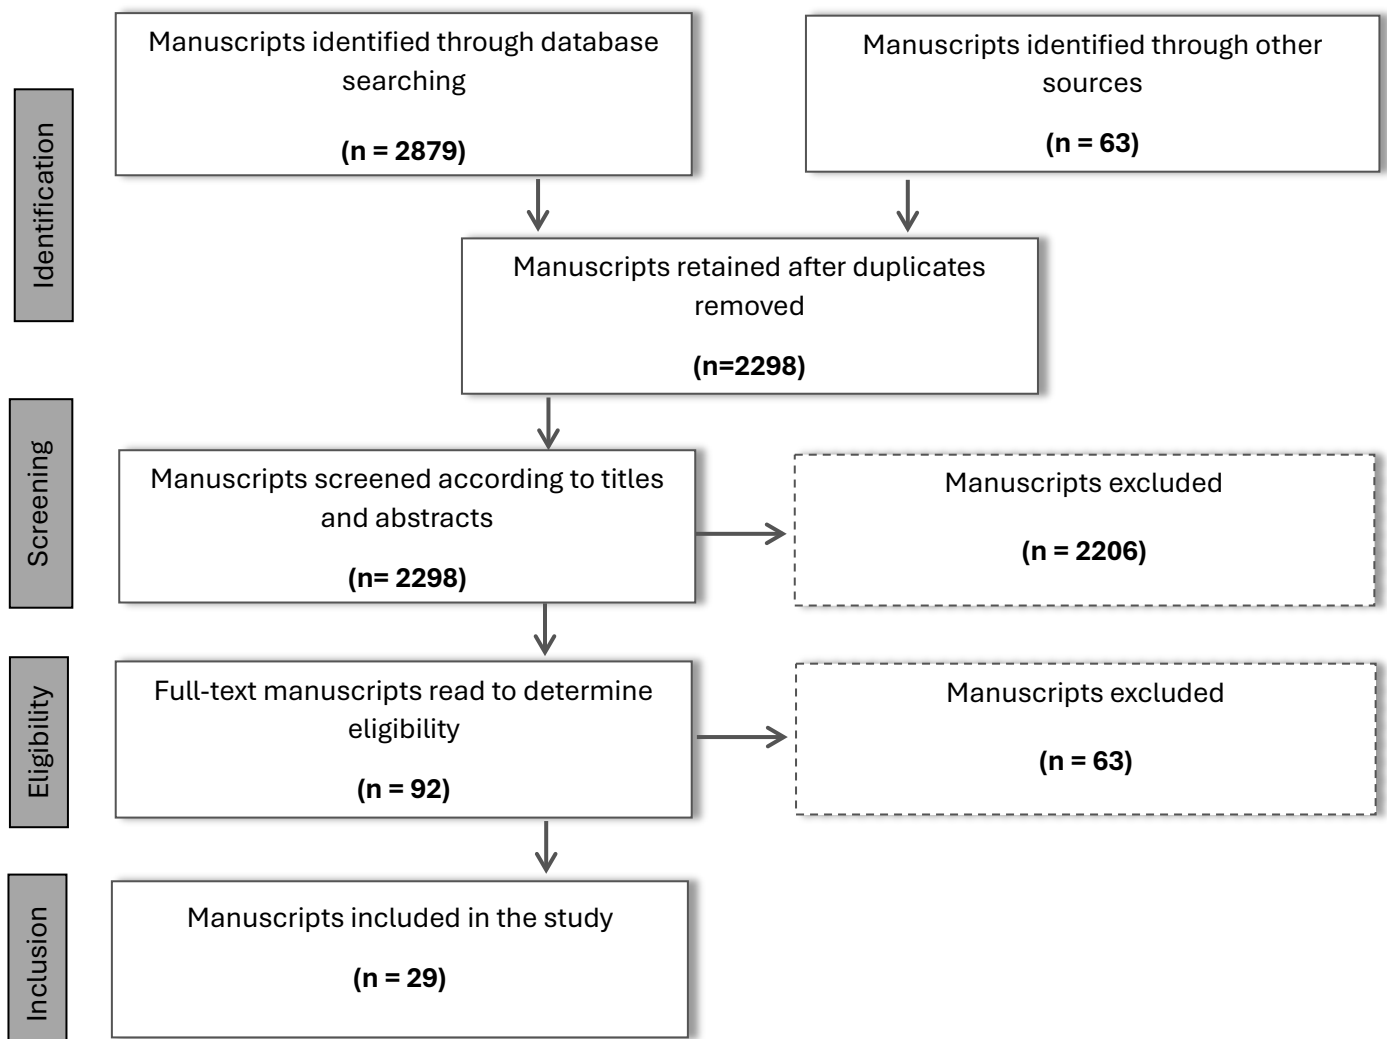 Identification
Manuscripts identified through database
searching
(n = 2879)
Manuscripts identified through other
sources
(n = 63)
Manuscripts retained after duplicates
removed
(n=2298)
Screening
Manuscripts screened according to titles
and abstracts
(n= 2298)
Manuscripts excluded
(n = 2206)
Eligibility
Full-text manuscripts read to determine
eligibility
(n = 92)
Manuscripts excluded
(n = 63)
Inclusion
Manuscripts included in the study
(n = 29)